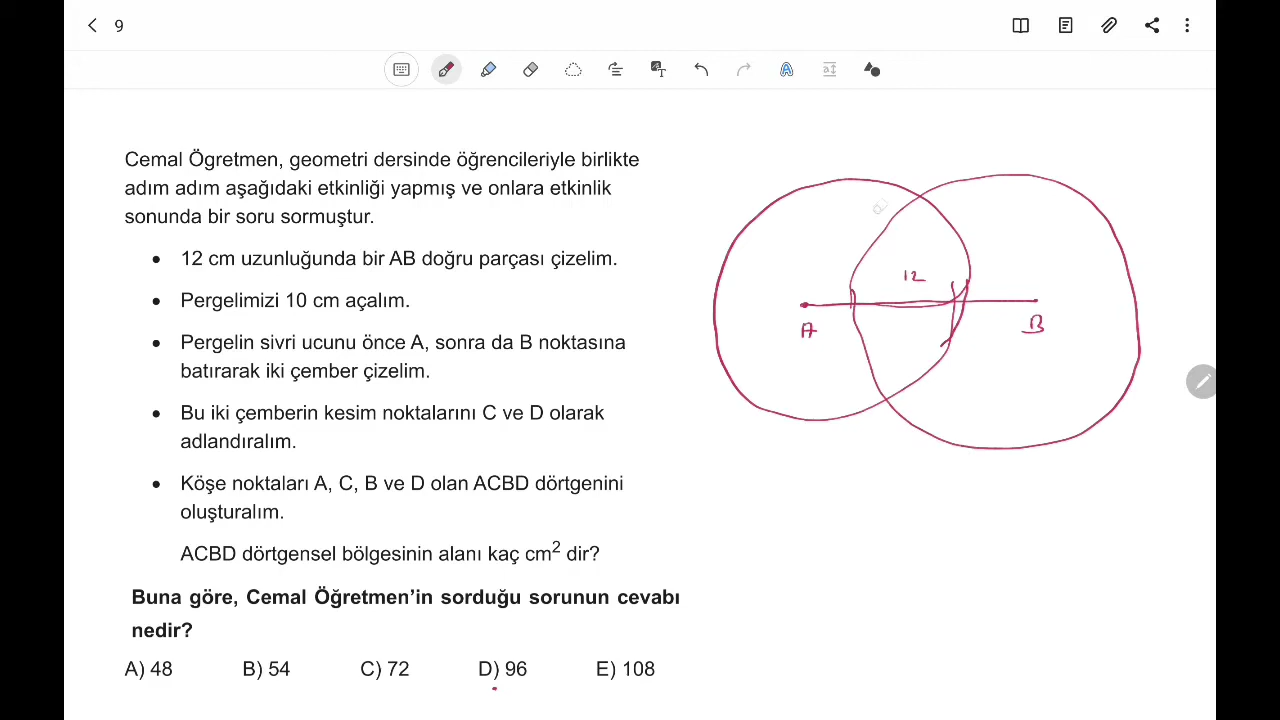 9
Cemal Ögretmen, geometri dersinde öğrencileriyle birlikte
adım adım aşağıdaki etkinliği yapmış ve onlara etkinlik
sonunda bir soru sormuştur.
• 12 cm uzunluğunda bir AB doğru parçası çizelim.
• Pergelimizi 10 cm açalım.
• Pergelin sivri ucunu önce A, sonra da B noktasına
batırarak iki çember çizelim.
• Bu iki çemberin kesim noktalarını C ve D olarak
adlandıralım.
• Köşe noktaları A, C, B ve D olan ACBD dörtgenini
oluşturalım.
ACBD dörtgensel bölgesinin alanı kaç cm² dir?
Buna göre, Cemal Öğretmen’in sorduğu sorunun cevabı
nedir?
A) 48 B) 54 C) 72 D) 96 E) 108
12
A B